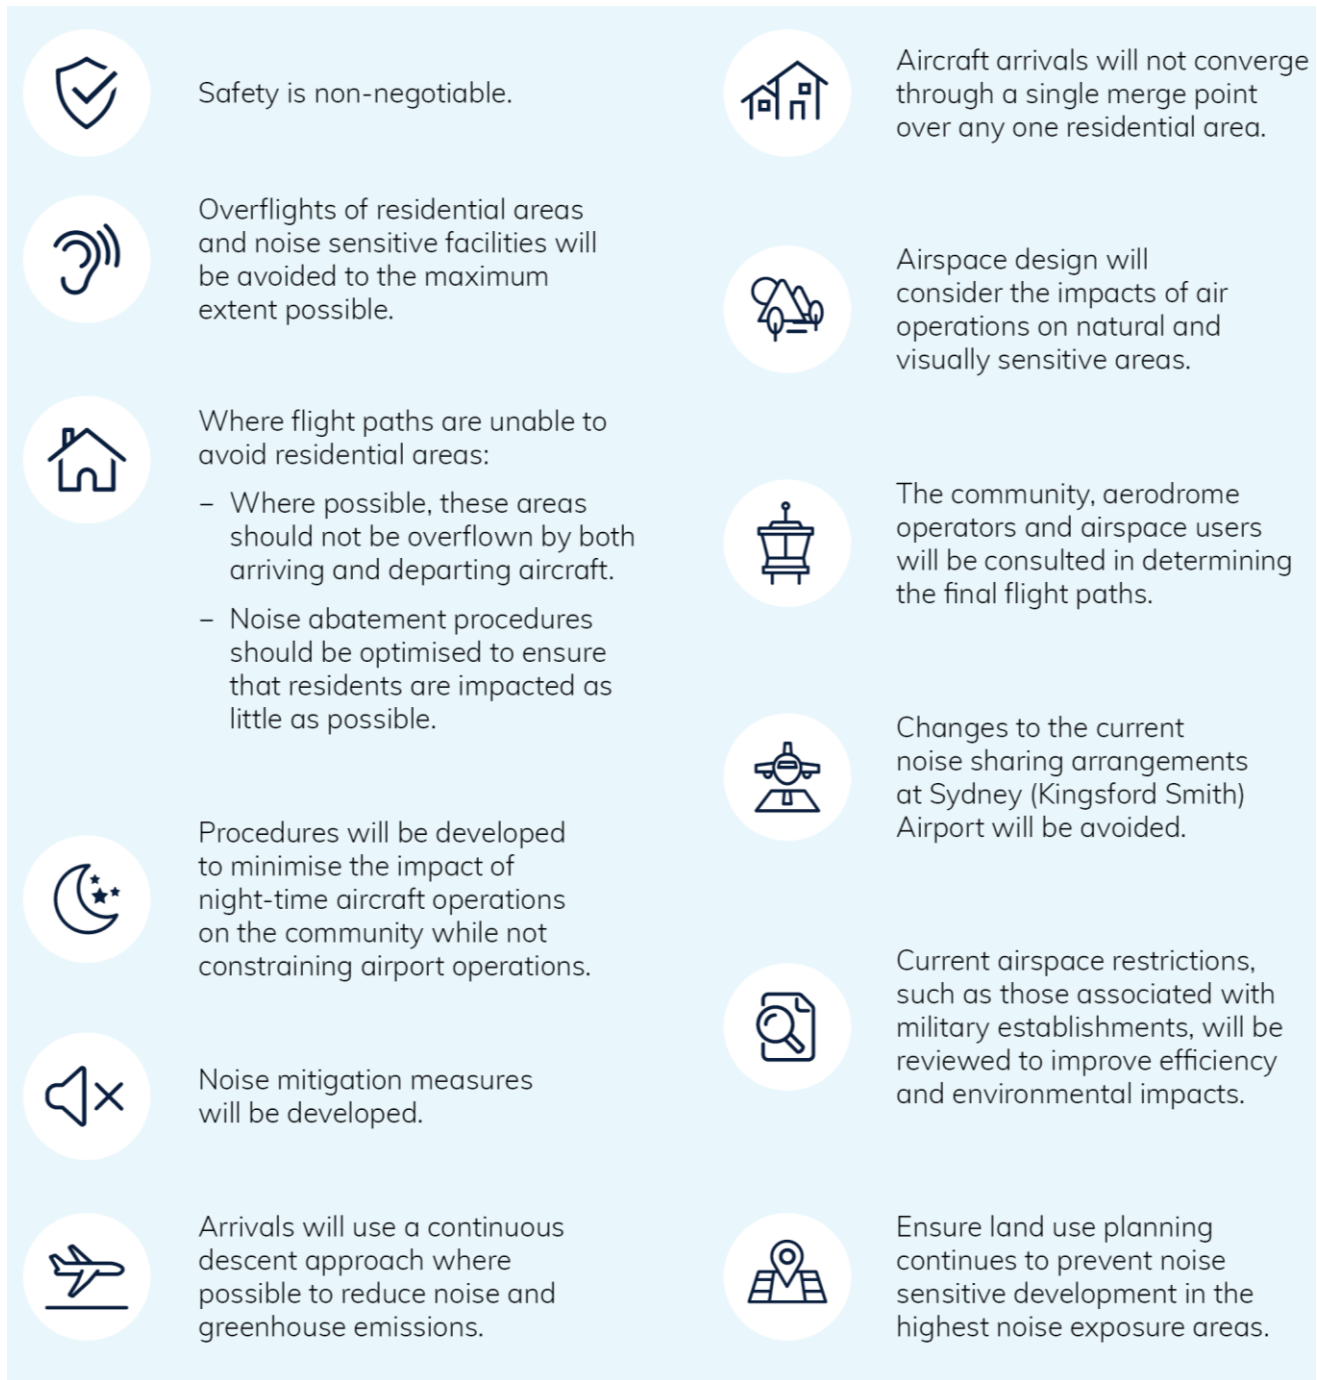 Safety is non-negotiable.
Overflights of residential areas
and noise sensitive facilities will
be avoided to the maximum
extent possible.
Where flight paths are unable to
avoid residential areas:
– Where possible, these areas
should not be overflown by both
arriving and departing aircraft.
– Noise abatement procedures
should be optimised to ensure
that residents are impacted as
little as possible.
Procedures will be developed
to minimise the impact of
night-time aircraft operations
on the community while not
constraining airport operations.
Noise mitigation measures
will be developed.
Arrivals will use a continuous
descent approach where
possible to reduce noise and
greenhouse emissions.
Aircraft arrivals will not converge
through a single merge point
over any one residential area.
Airspace design will
consider the impacts of air
operations on natural and
visually sensitive areas.
The community, aerodrome
operators and airspace users
will be consulted in determining
the final flight paths.
Changes to the current
noise sharing arrangements
at Sydney (Kingsford Smith)
Airport will be avoided.
Current airspace restrictions,
such as those associated with
military establishments, will be
reviewed to improve efficiency
and environmental impacts.
Ensure land use planning
continues to prevent noise
sensitive development in the
highest noise exposure areas.